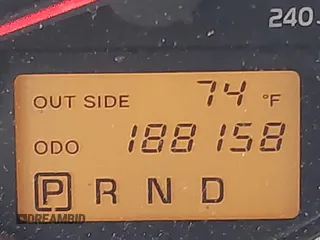 240
OUT SIDE 74 °F
ODO 188158
P R N D
DREAMBID